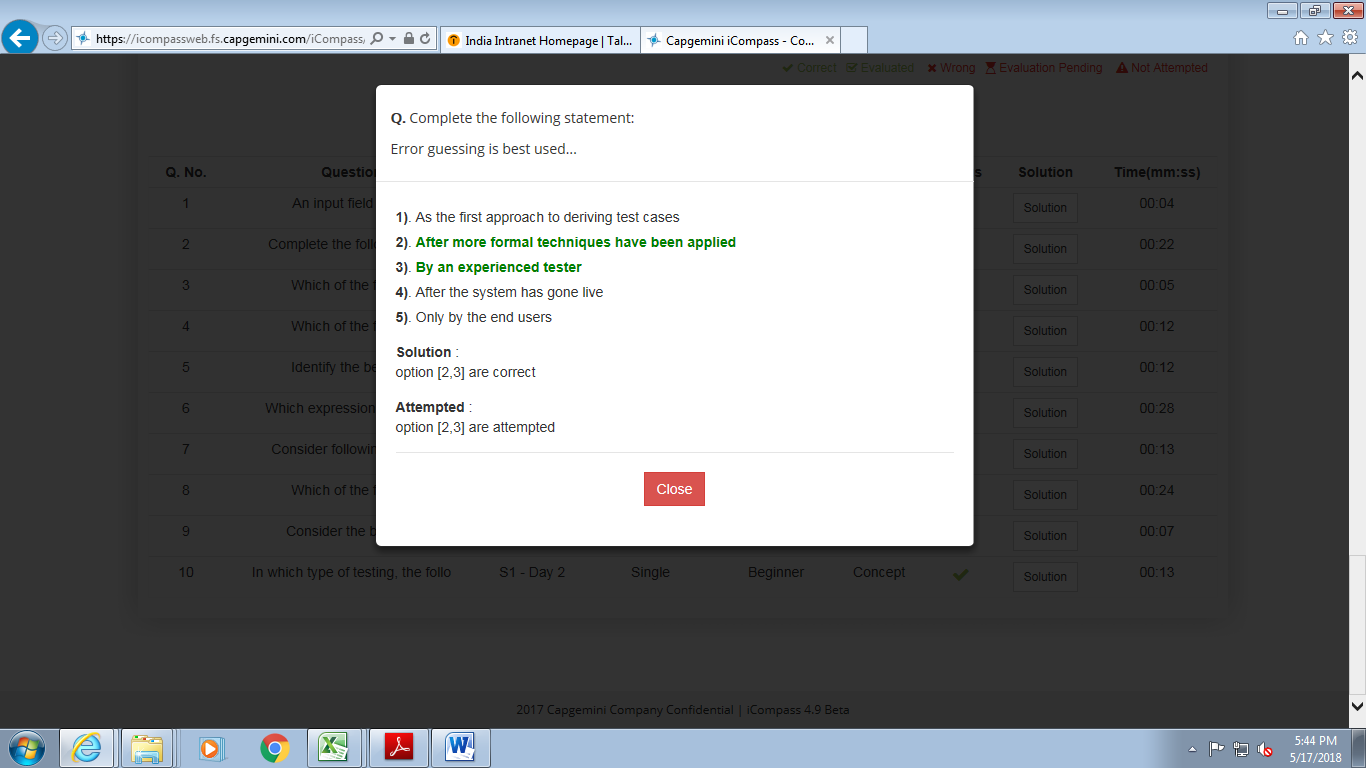 https://icompassweb.fs.capgemini.com/iCompass,
India Intranet Homepage | Tal...
Capgemini iCompass - Co...
Correct Evaluated Wrong Evaluation Pending Not Attempted
Q. Complete the following statement:
Error guessing is best used...
Q. No. Question s Solution Time(mm:ss)
1 An input field Solution 00:04
2 Complete the follo Solution 00:22
3 Which of the f Solution 00:05
4 Which of the f Solution 00:12
5 Identify the be Solution 00:12
6 Which expression Solution 00:28
7 Consider followin Solution 00:13
8 Which of the f Solution 00:24
9 Consider the b Solution 00:07
10 In which type of testing, the follo S1 - Day 2 Single Beginner Concept Solution 00:13
1). As the first approach to deriving test cases
2). After more formal techniques have been applied
3). By an experienced tester
4). After the system has gone live
5). Only by the end users
Solution :
option [2,3] are correct
Attempted :
option [2,3] are attempted
Close
2017 Capgemini Company Confidential | iCompass 4.9 Beta
5:44 PM
5/17/2018